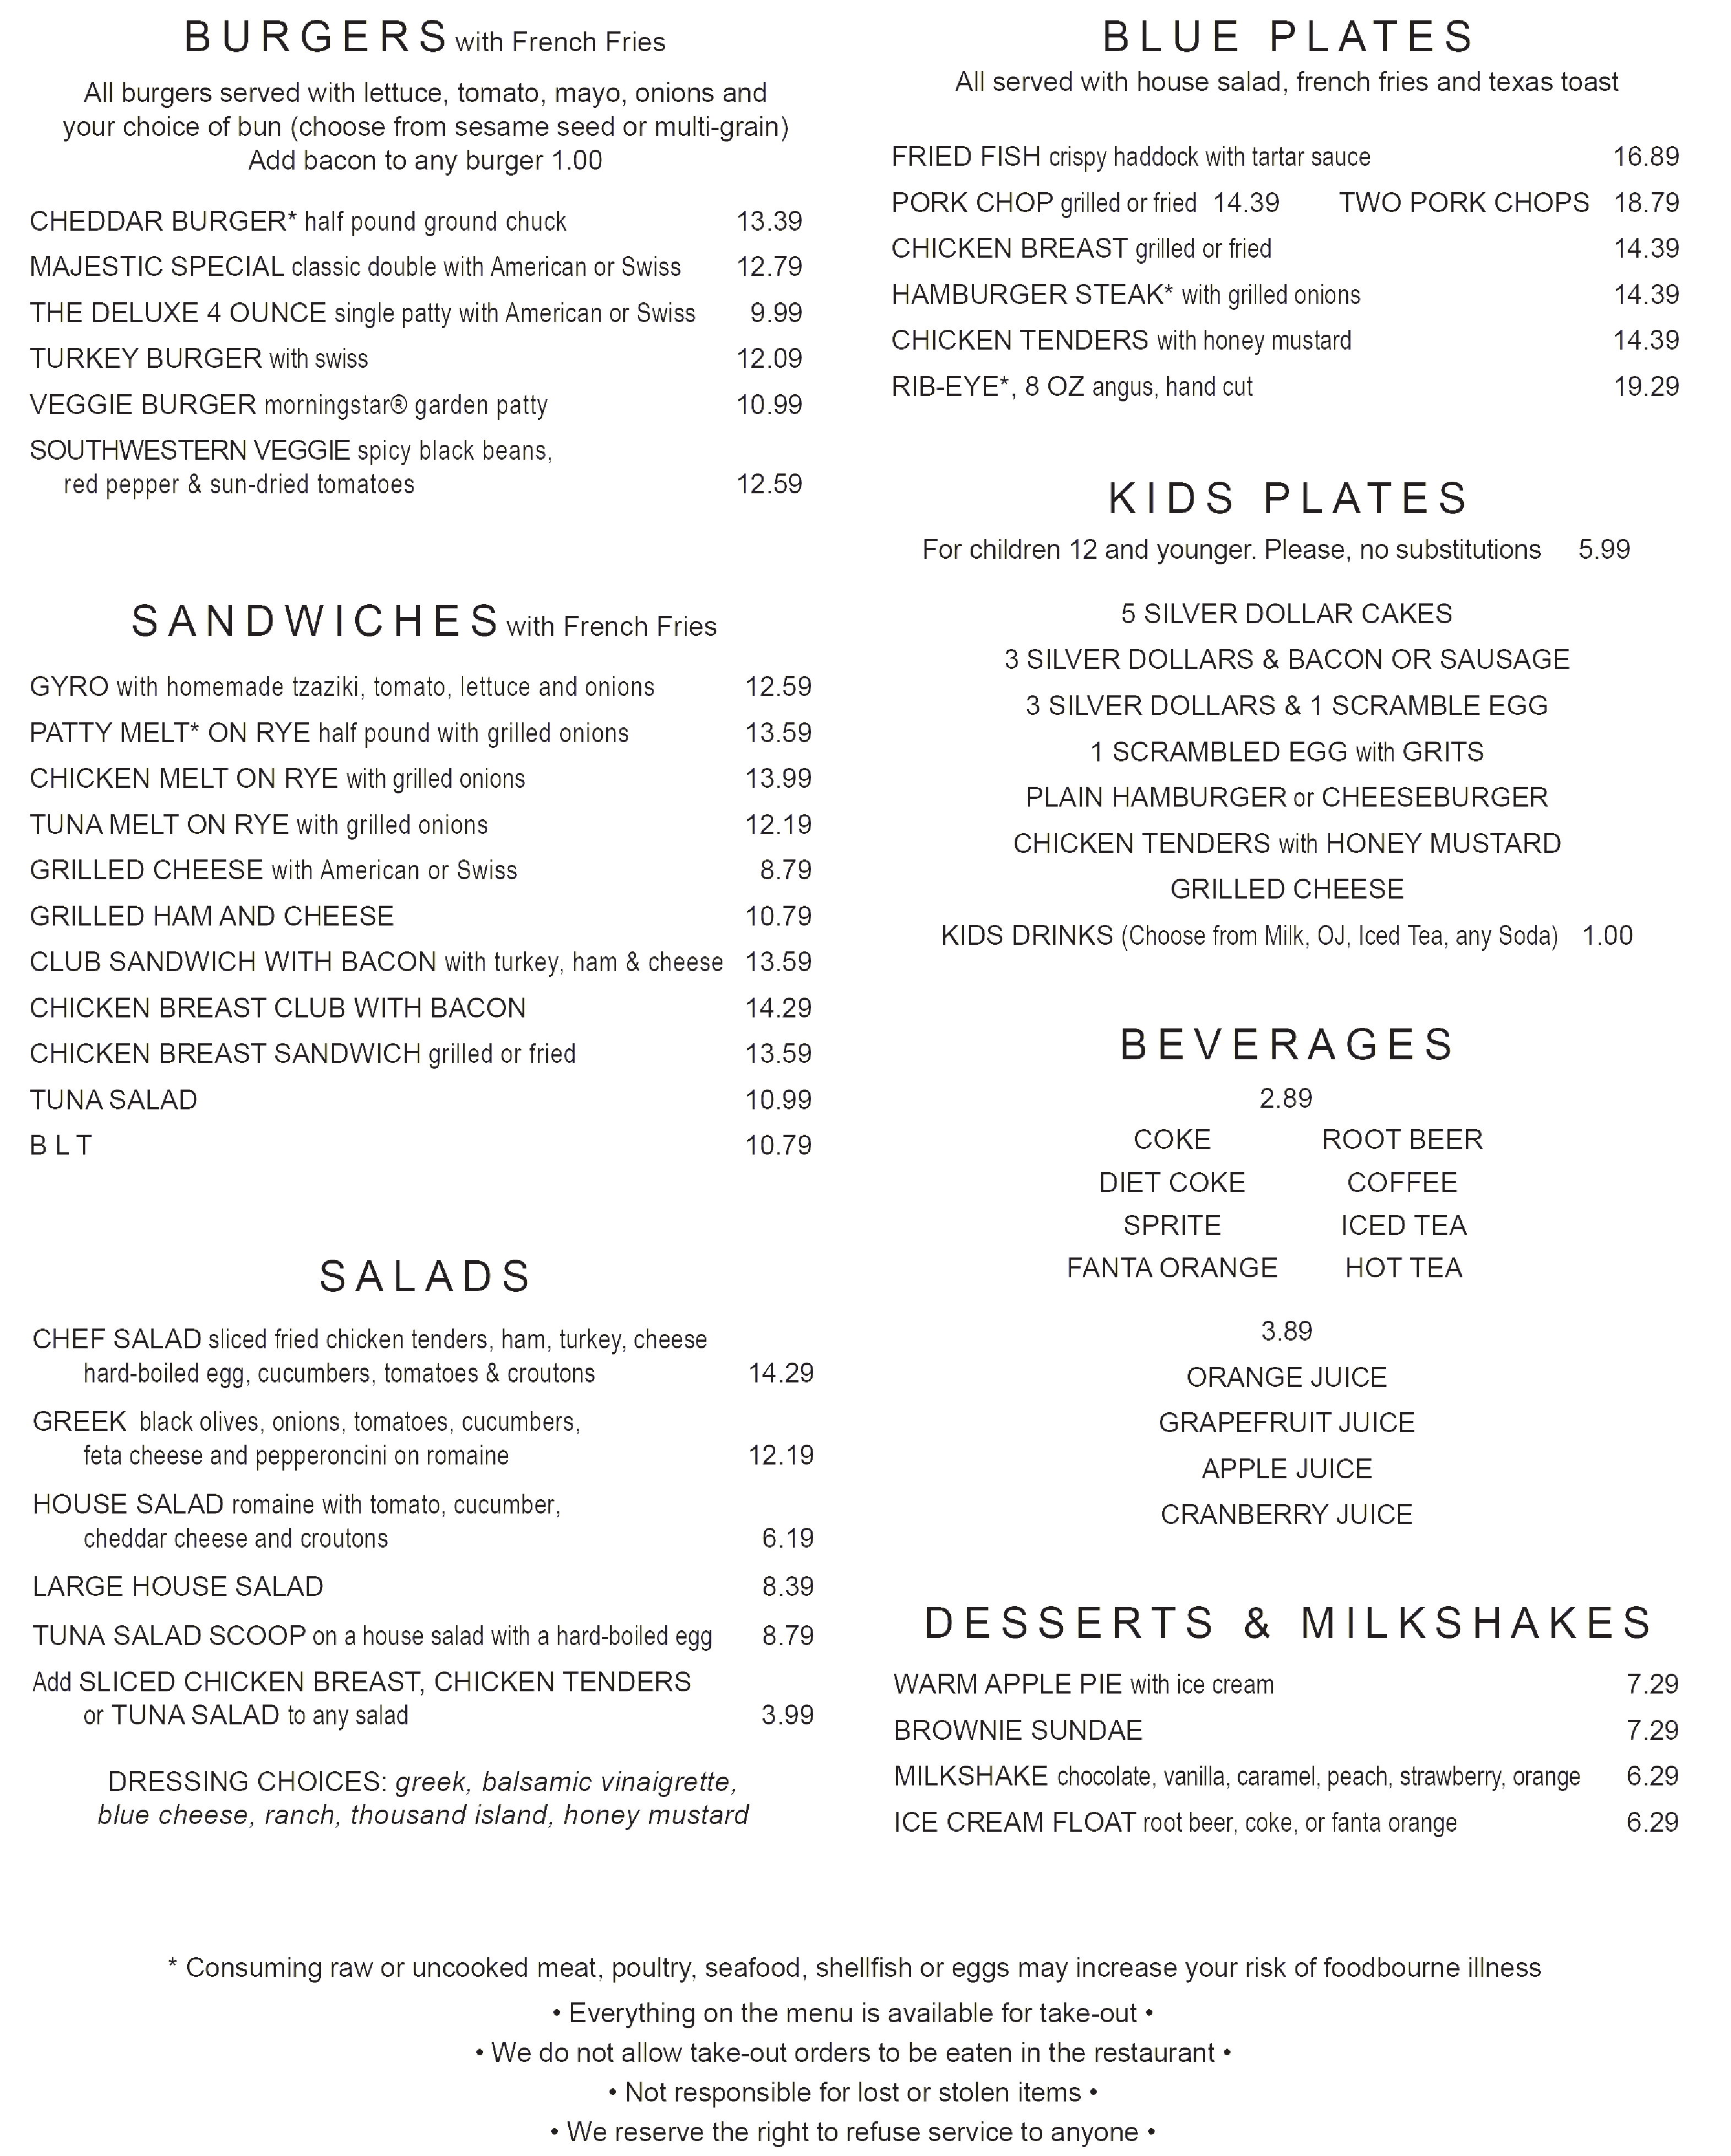 BURGERS with French Fries
All burgers served with lettuce, tomato, mayo, onions and
your choice of bun (choose from sesame seed or multi-grain)
Add bacon to any burger 1.00
CHEDDAR BURGER* half pound ground chuck 13.39
MAJESTIC SPECIAL classic double with American or Swiss 12.79
THE DELUXE 4 OUNCE single patty with American or Swiss 9.99
TURKEY BURGER with swiss 12.09
VEGGIE BURGER morningstar® garden patty 10.99
SOUTHWESTERN VEGGIE spicy black beans,
red pepper & sun-dried tomatoes 12.59
SANDWICHES with French Fries
GYRO with homemade tzaziki, tomato, lettuce and onions 12.59
PATTY MELT* ON RYE half pound with grilled onions 13.59
CHICKEN MELT ON RYE with grilled onions 13.99
TUNA MELT ON RYE with grilled onions 12.19
GRILLED CHEESE with American or Swiss 8.79
GRILLED HAM AND CHEESE 10.79
CLUB SANDWICH WITH BACON with turkey, ham & cheese 13.59
CHICKEN BREAST CLUB WITH BACON 14.29
CHICKEN BREAST SANDWICH grilled or fried 13.59
TUNA SALAD 10.99
B L T 10.79
SALADS
CHEF SALAD sliced fried chicken tenders, ham, turkey, cheese
hard-boiled egg, cucumbers, tomatoes & croutons 14.29
GREEK black olives, onions, tomatoes, cucumbers,
feta cheese and pepperoncini on romaine 12.19
HOUSE SALAD romaine with tomato, cucumber,
cheddar cheese and croutons 6.19
LARGE HOUSE SALAD 8.39
TUNA SALAD SCOOP on a house salad with a hard-boiled egg 8.79
Add SLICED CHICKEN BREAST, CHICKEN TENDERS
or TUNA SALAD to any salad 3.99
DRESSING CHOICES: greek, balsamic vinaigrette,
blue cheese, ranch, thousand island, honey mustard
BLUE PLATES
All served with house salad, french fries and texas toast
FRIED FISH crispy haddock with tartar sauce 16.89
PORK CHOP grilled or fried 14.39 TWO PORK CHOPS 18.79
CHICKEN BREAST grilled or fried 14.39
HAMBURGER STEAK* with grilled onions 14.39
CHICKEN TENDERS with honey mustard 14.39
RIB-EYE*, 8 OZ angus, hand cut 19.29
KIDS PLATES
For children 12 and younger. Please, no substitutions 5.99
5 SILVER DOLLAR CAKES
3 SILVER DOLLARS & BACON OR SAUSAGE
3 SILVER DOLLARS & 1 SCRAMBLE EGG
1 SCRAMBLED EGG with GRITS
PLAIN HAMBURGER or CHEESEBURGER
CHICKEN TENDERS with HONEY MUSTARD
GRILLED CHEESE
KIDS DRINKS (Choose from Milk, OJ, Iced Tea, any Soda) 1.00
BEVERAGES
2.89
COKE ROOT BEER
DIET COKE COFFEE
SPRITE ICED TEA
FANTA ORANGE HOT TEA
3.89
ORANGE JUICE
GRAPEFRUIT JUICE
APPLE JUICE
CRANBERRY JUICE
DESSERTS & MILKSHAKES
WARM APPLE PIE with ice cream 7.29
BROWNIE SUNDAE 7.29
MILKSHAKE chocolate, vanilla, caramel, peach, strawberry, orange 6.29
ICE CREAM FLOAT root beer, coke, or fanta orange 6.29
* Consuming raw or uncooked meat, poultry, seafood, shellfish or eggs may increase your risk of foodbourne illness
• Everything on the menu is available for take-out •
• We do not allow take-out orders to be eaten in the restaurant •
• Not responsible for lost or stolen items •
• We reserve the right to refuse service to anyone •